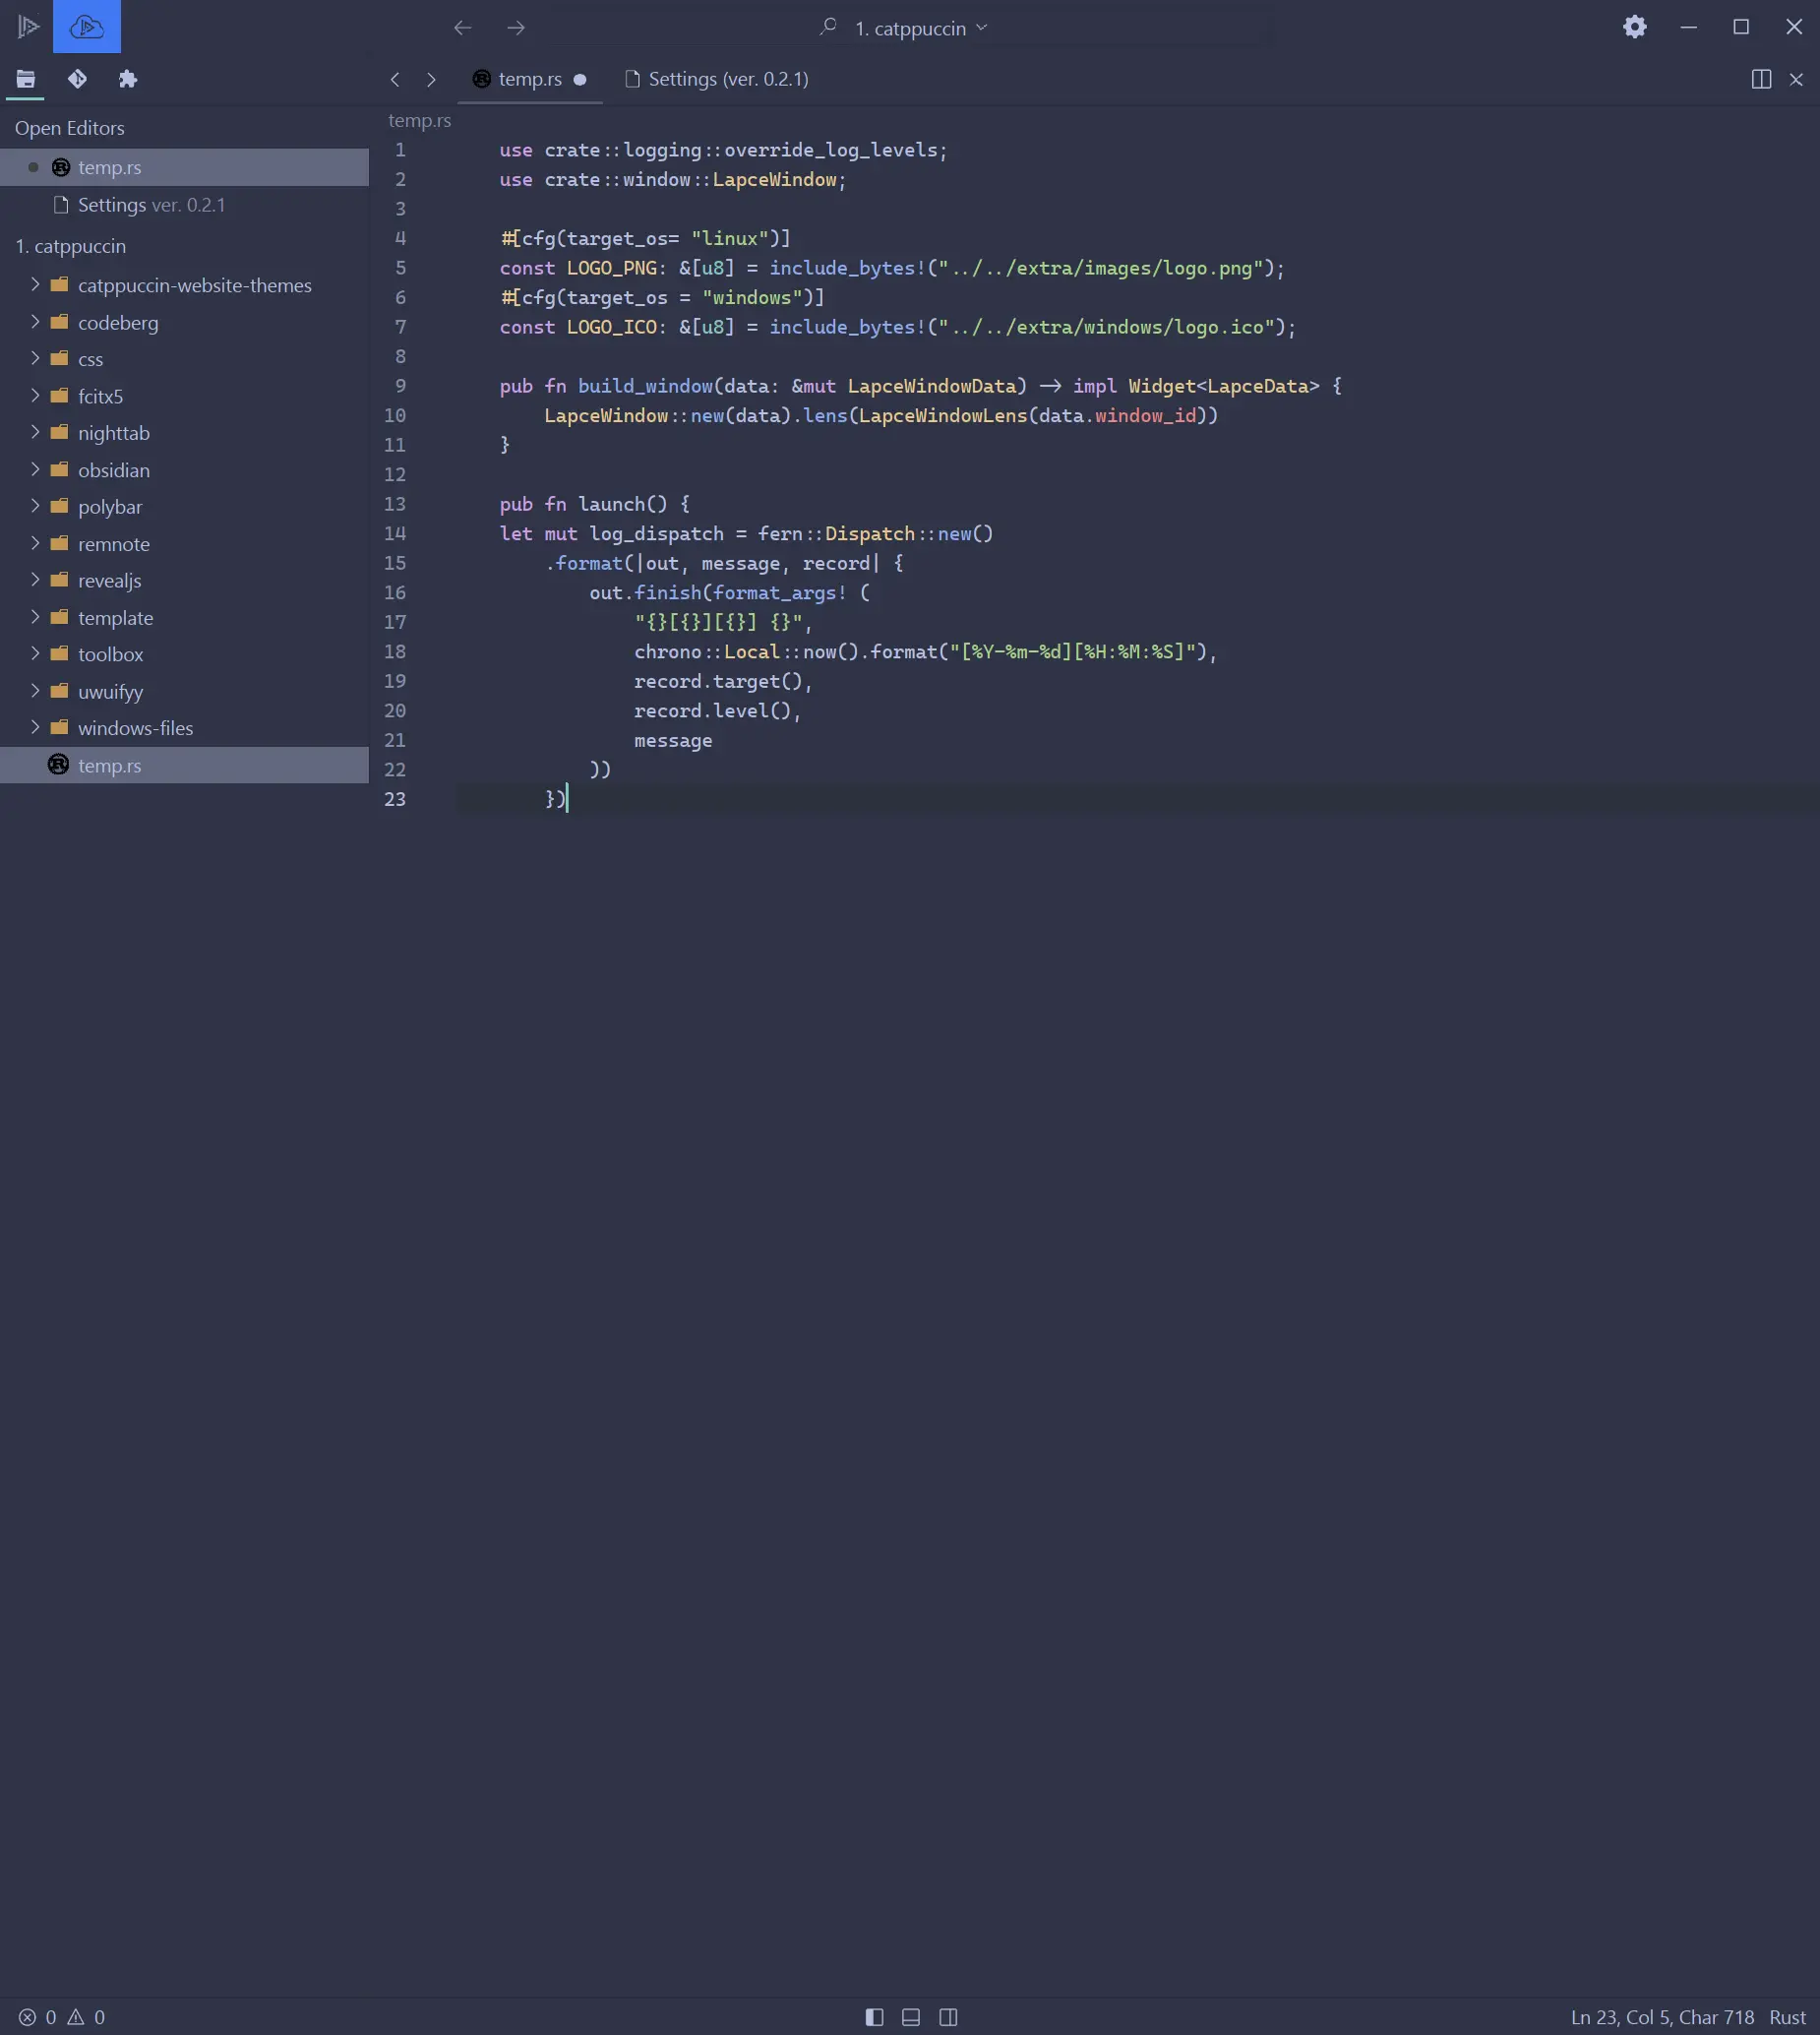 1. catppuccin
temp.rs
Settings (ver. 0.2.1)
Open Editors
temp.rs
Settings ver. 0.2.1
1. catppuccin
catppuccin-website-themes
codeberg
css
fcitx5
nighttab
obsidian
polybar
remnote
revealjs
template
toolbox
uwuifyy
windows-files
temp.rs
temp.rs
1 use crate::logging::override_log_levels;
2 use crate::window::LapceWindow;
3
4 #[cfg(target_os= "linux")]
5 const LOGO_PNG: &[u8] = include_bytes!("../../extra/images/logo.png");
6 #[cfg(target_os = "windows")]
7 const LOGO_ICO: &[u8] = include_bytes!("../../extra/windows/logo.ico");
8
9 pub fn build_window(data: &mut LapceWindowData) -> impl Widget<LapceData> {
10     LapceWindow::new(data).lens(LapceWindowLens(data.window_id))
11 }
12
13 pub fn launch() {
14 let mut log_dispatch = fern::Dispatch::new()
15     .format(|out, message, record| {
16         out.finish(format_args! (
17             "{}[{}][{}] {}",
18             chrono::Local::now().format("[%Y-%m-%d][%H:%M:%S]"),
19             record.target(),
20             record.level(),
21             message
22         ))
23     })
0 0
Ln 23, Col 5, Char 718 Rust